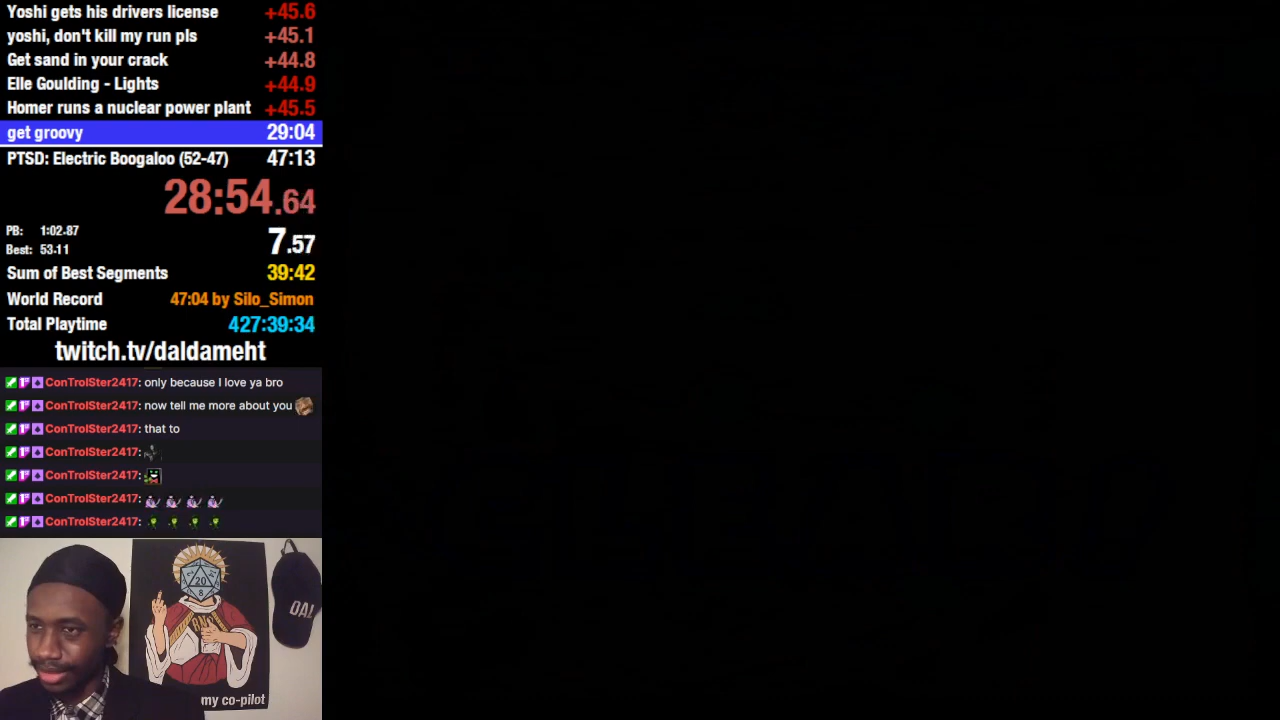 Yoshi gets his drivers license +45.6
yoshi, don't kill my run pls +45.1
Get sand in your crack +44.8
Elle Goulding - Lights +44.9
Homer runs a nuclear power plant +45.5
get groovy 29:04
PTSD: Electric Boogaloo (52-47) 47:13
28:54.64
PB: 1:02.87
Best: 53.11
7.57
Sum of Best Segments 39:42
World Record 47:04 by Silo_Simon
Total Playtime 427:39:34
twitch.tv/daldameht
ConTrolSter2417: only because I love ya bro
ConTrolSter2417: now tell me more about you
ConTrolSter2417: that to
ConTrolSter2417:
ConTrolSter2417:
ConTrolSter2417:
ConTrolSter2417:
20
8
my co-pilot